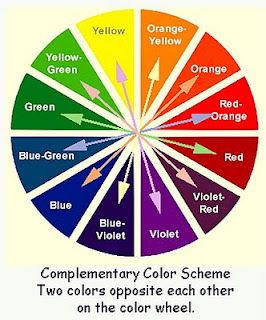 Yellow
Orange-
Yellow
Orange
Red-
Orange
Red
Violet-
Red
Violet
Blue-
Violet
Blue
Blue-Green
Green
Yellow-
Green
Complementary Color Scheme
Two colors opposite each other
on the color wheel.